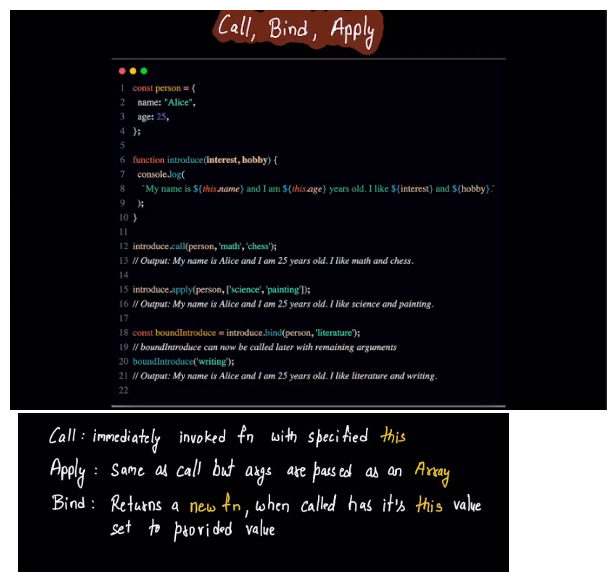 Call, Bind, Apply
1 const person = {
2 name: "Alice",
3 age: 25,
4 };
5
6 function introduce(interest, hobby) {
7 console.log(
8 `My name is ${this.name} and I am ${this.age} years old. I like ${interest} and ${hobby}.`
9 );
10 }
11
12 introduce.call(person, 'math', 'chess');
13 // Output: My name is Alice and I am 25 years old. I like math and chess.
14
15 introduce.apply(person, ['science', 'painting']);
16 // Output: My name is Alice and I am 25 years old. I like science and painting.
17
18 const boundIntroduce = introduce.bind(person, 'literature');
19 // boundIntroduce can now be called later with remaining arguments
20 boundIntroduce('writing');
21 // Output: My name is Alice and I am 25 years old. I like literature and writing.
22
Call : immediately invoked fn with specified this
Apply : Same as call but args are passed as an Array
Bind : Returns a new fn, when called has it's this value
set to provided value